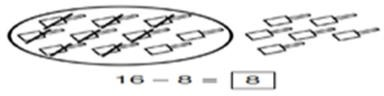 16 – 8 = 8